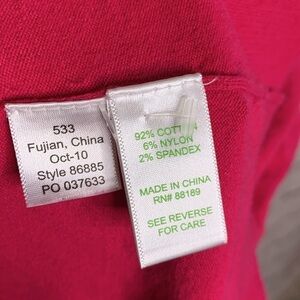 533
Fujian, China
Oct-10
Style 86885
PO 037633
92% COTTON
6% NYLON
2% SPANDEX
MADE IN CHINA
RN# 88189
SEE REVERSE
FOR CARE